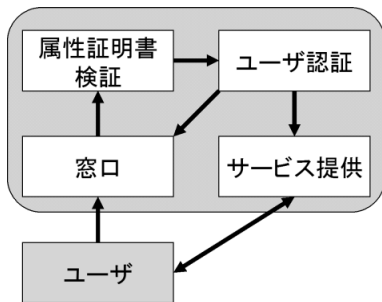 属性証明書
検証
ユーザ認証
窓口
サービス提供
ユーザ